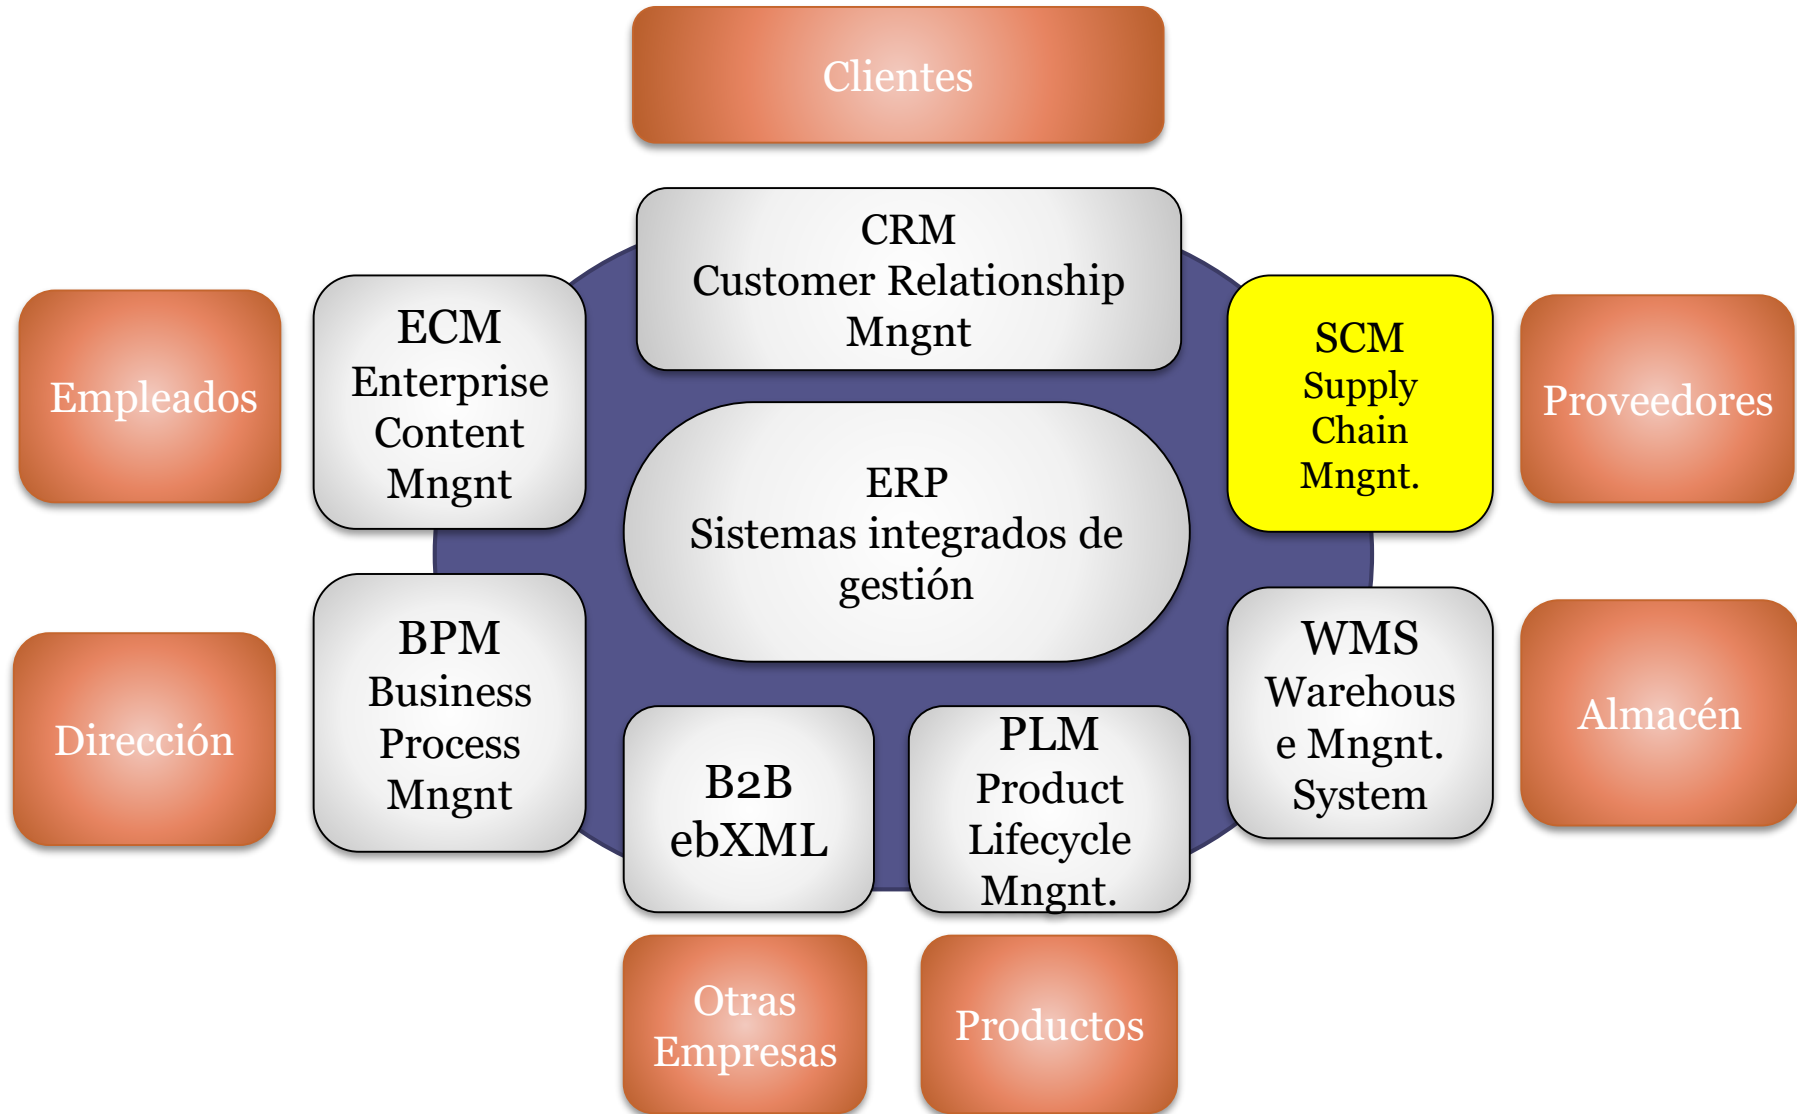 Clientes
CRM
Customer Relationship
Mngnt
Empleados
ECM
Enterprise
Content
Mngnt
SCM
Supply
Chain
Mngnt.
Proveedores
ERP
Sistemas integrados de
gestión
Dirección
BPM
Business
Process
Mngnt
WMS
Warehous
e Mngnt.
System
Almacén
B2B
ebXML
PLM
Product
Lifecycle
Mngnt.
Otras
Empresas
Productos